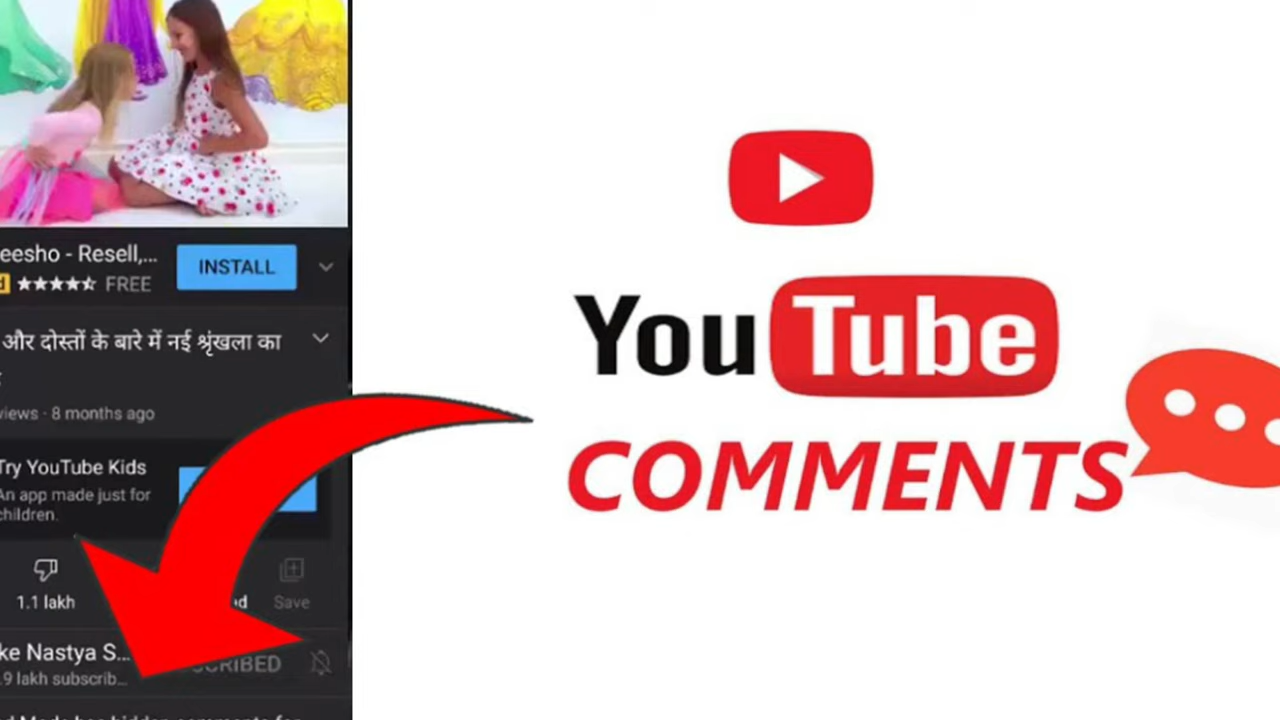 eesho - Resell,...
INSTALL
FREE
और दोस्तों के बारे में नई श्रृंखला का
views · 8 months ago
Try YouTube Kids
An app made just for
children.
1.1 lakh
Save
ke Nastya S...
.9 lakh subscrib...
SCRIBED
YouTube
COMMENTS